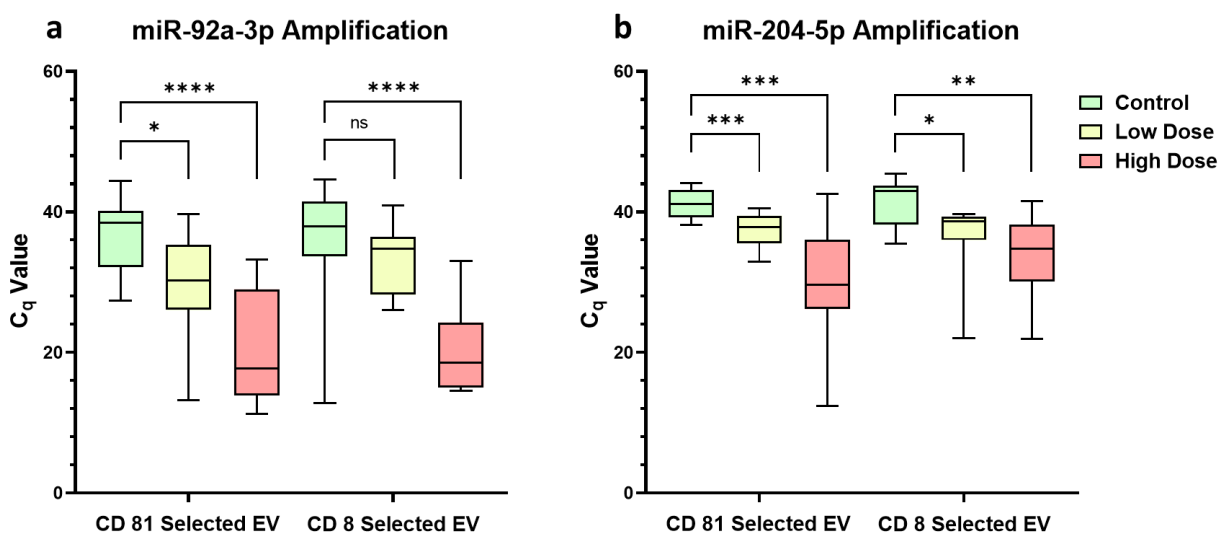 a
miR-92a-3p Amplification
60
40
20
0
Cq Value
****
*
****
ns
CD 81 Selected EV
CD 8 Selected EV
b
miR-204-5p Amplification
60
40
20
0
Cq Value
***
***
**
*
CD 81 Selected EV
CD 8 Selected EV
Control
Low Dose
High Dose